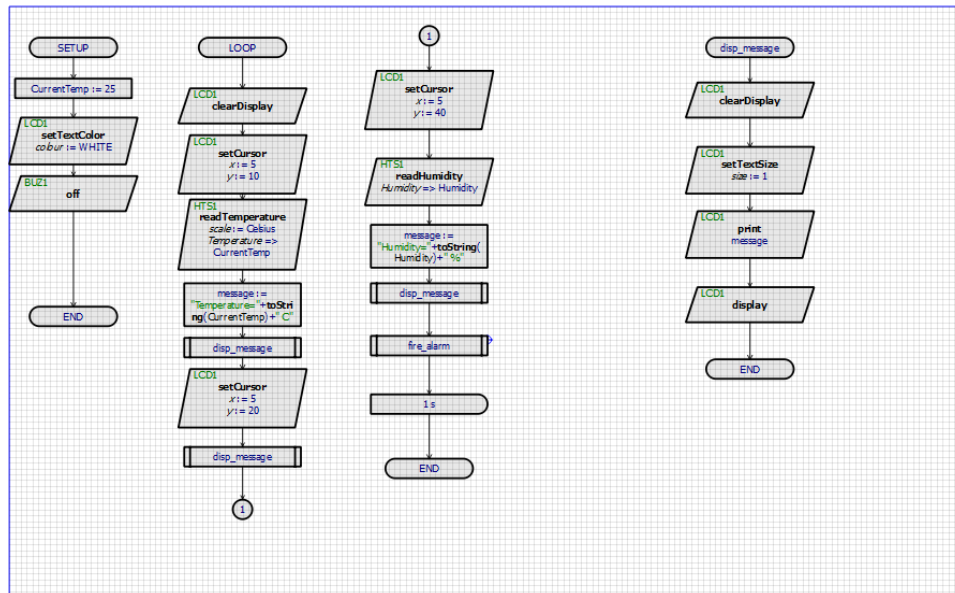 SETUP
CurrentTemp := 25
LCD1
setTextColor
colour := WHITE
BUZ1
off
END
LOOP
LCD1
clearDisplay
LCD1
setCursor
x := 5
y := 10
HTS1
readTemperature
scale := Celsius
Temperature =>
CurrentTemp
message :=
"Temperature="+toStri
ng(CurrentTemp)+" C"
disp_message
LCD1
setCursor
x := 5
y := 20
disp_message
1
1
LCD1
setCursor
x := 5
y := 40
HTS1
readHumidity
Humidity => Humidity
message :=
"Humidity="+toString(
Humidity)+" %"
disp_message
fire_alarm
1 s
END
disp_message
LCD1
clearDisplay
LCD1
setTextSize
size := 1
LCD1
print
message
LCD1
display
END